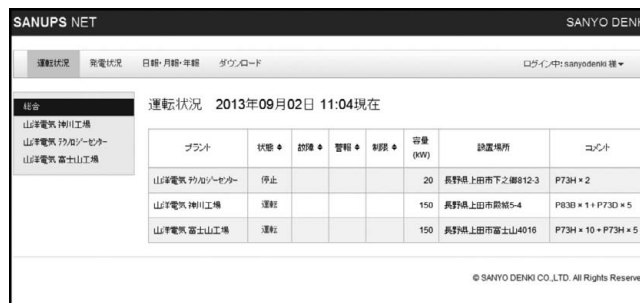 SANUPS NET
SANYO DENK
運転状況 発電状況 日報・月報・年報 ダウンロード ログイン中: sanyodenki 様
総合
山洋電気 神川工場
山洋電気 テクノロジーセンター
山洋電気 富士山工場
運転状況 2013年09月02日 11:04現在
プラント 状態 故障 警報 制限 容量 (kW) 設置場所 コメント
山洋電気 テクノロジーセンター 停止 20 長野県上田市下之郷812-3 P73H × 2
山洋電気 神川工場 運転 150 長野県上田市殿城5-4 P83B × 1 + P73D × 5
山洋電気 富士山工場 運転 150 長野県上田市富士山4016 P73H × 10 + P73H × 5
© SANYO DENKI CO.,LTD. All Rights Reserve